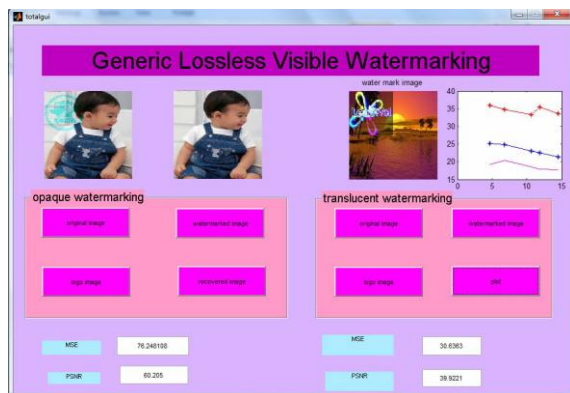 totalgui
Generic Lossless Visible Watermarking
water mark image
40
35
30
25
20
15
0
5
10
15
opaque watermarking
original image
watermarked image
logo image
recovered image
translucent watermarking
original image
watermarked image
logo image
plot
MSE
76.248108
PSNR
60.205
MSE
30.6363
PSNR
39.9221